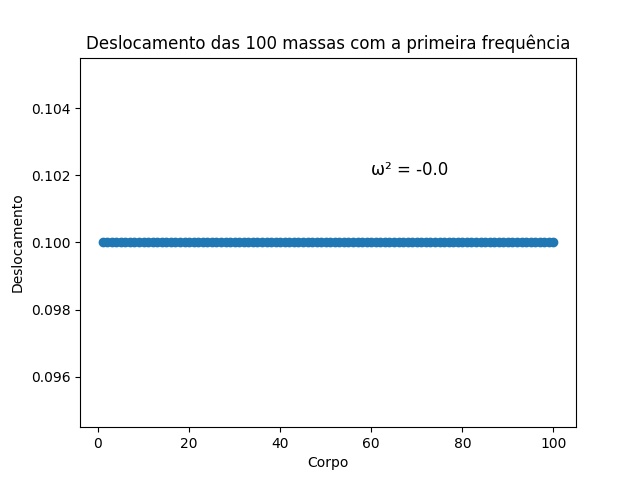 Deslocamento das 100 massas com a primeira frequência
0.104
0.102
0.100
0.098
0.096
Deslocamento
ω² = -0.0
0 20 40 60 80 100
Corpo